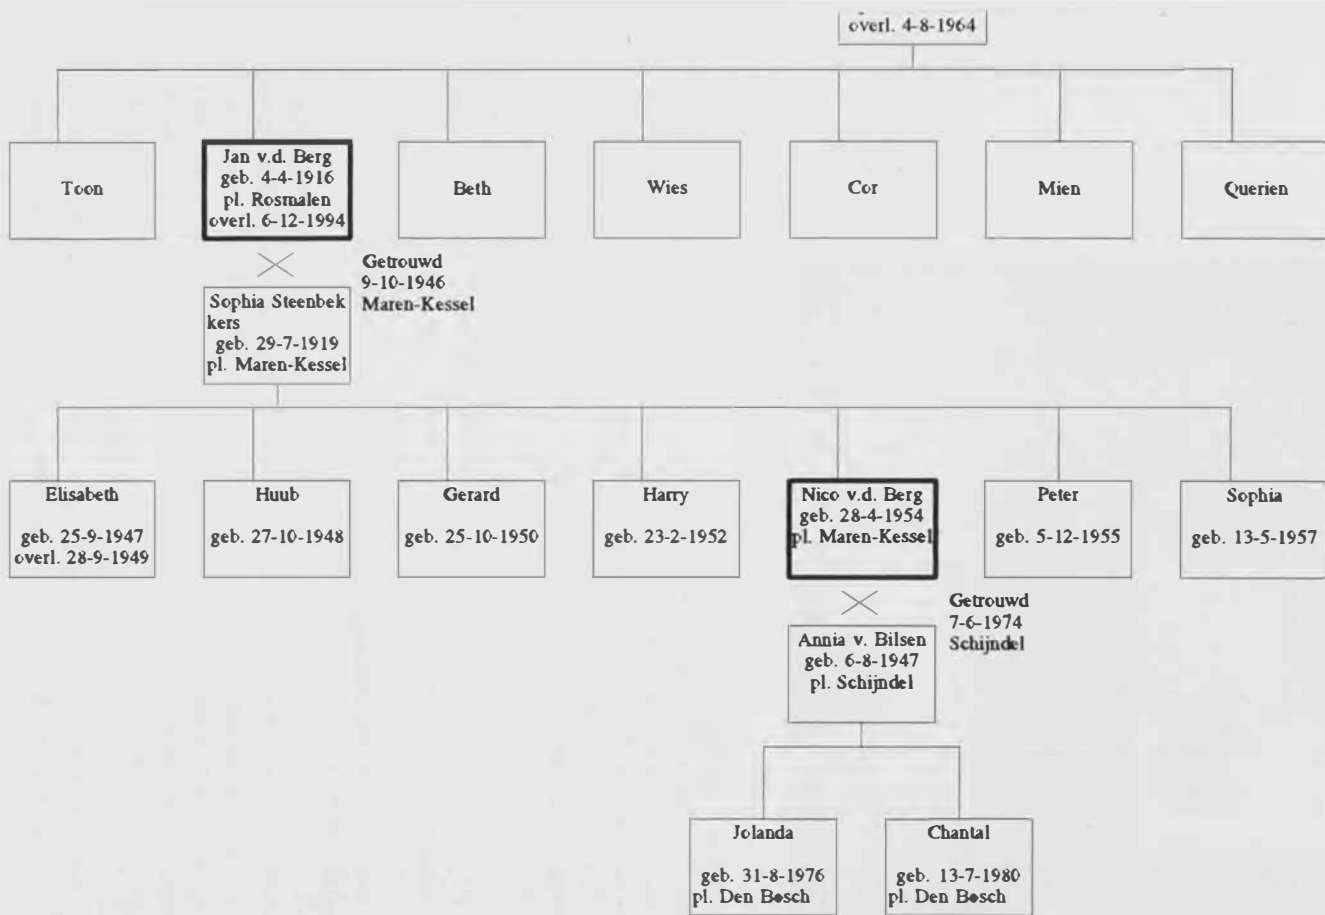 overl. 4-8-1964
Toon
Jan v.d. Berg
geb. 4-4-1916
pl. Rosmalen
overl. 6-12-1994
Beth
Wies
Cor
Mien
Querien
Getrouwd
9-10-1946
Maren-Kessel
Sophia Steenbek
kers
geb. 29-7-1919
pl. Maren-Kessel
Elisabeth
geb. 25-9-1947
overl. 28-9-1949
Huub
geb. 27-10-1948
Gerard
geb. 25-10-1950
Harry
geb. 23-2-1952
Nico v.d. Berg
geb. 28-4-1954
pl. Maren-Kessel
Peter
geb. 5-12-1955
Sophia
geb. 13-5-1957
Getrouwd
7-6-1974
Schijndel
Annia v. Bilsen
geb. 6-8-1947
pl. Schijndel
Jolanda
geb. 31-8-1976
pl. Den Bosch
Chantal
geb. 13-7-1980
pl. Den Bosch